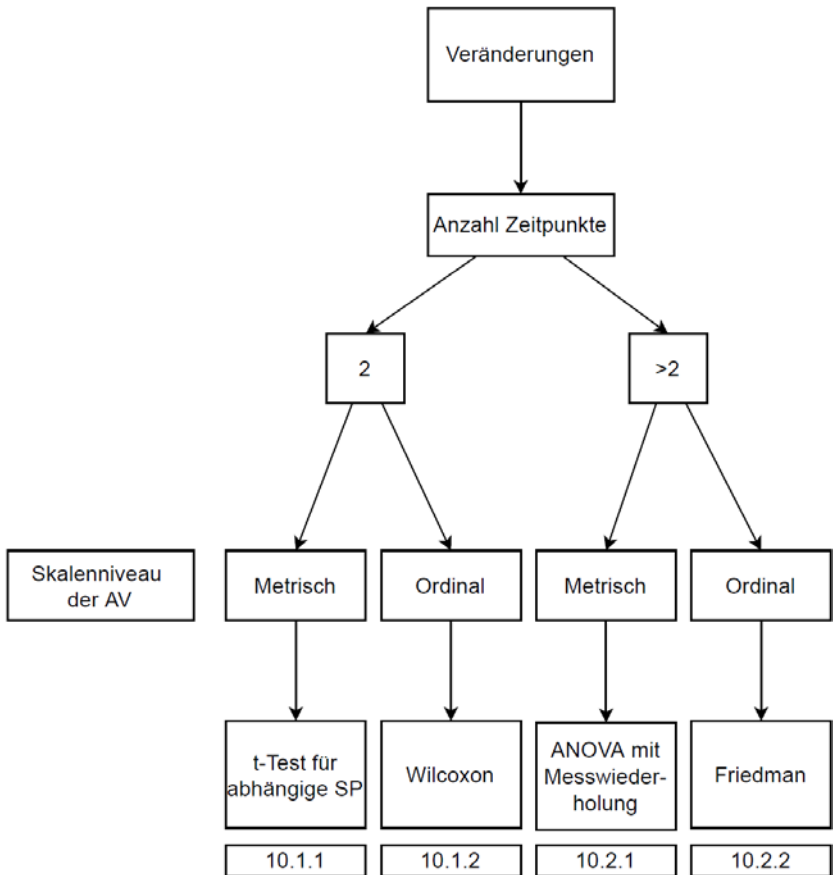 Veränderungen
Anzahl Zeitpunkte
2
>2
Skalenniveau
der AV
Metrisch
Ordinal
Metrisch
Ordinal
t-Test für
abhängige SP
Wilcoxon
ANOVA mit
Messwieder-
holung
Friedman
10.1.1
10.1.2
10.2.1
10.2.2